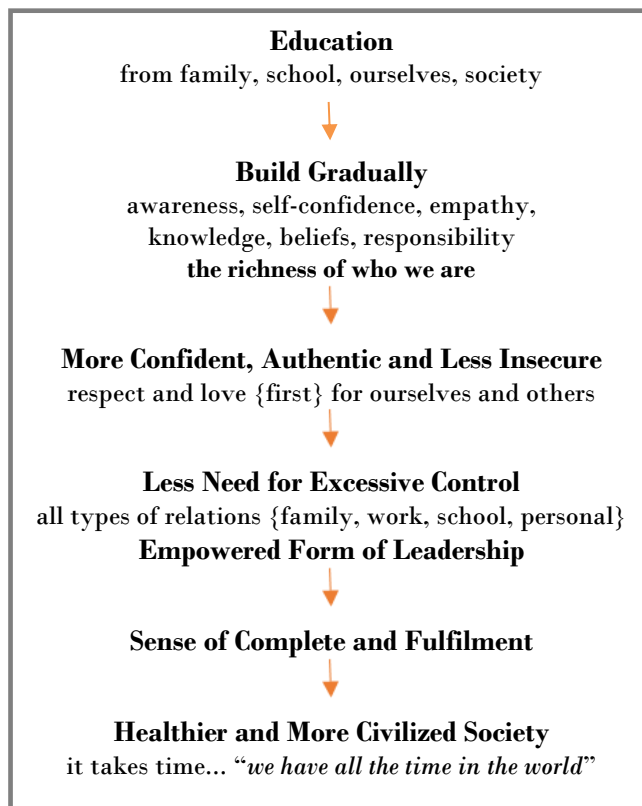 Education
from family, school, ourselves, society
Build Gradually
awareness, self-confidence, empathy,
knowledge, beliefs, responsibility
the richness of who we are
More Confident, Authentic and Less Insecure
respect and love {first} for ourselves and others
Less Need for Excessive Control
all types of relations {family, work, school, personal}
Empowered Form of Leadership
Sense of Complete and Fulfilment
Healthier and More Civilized Society
it takes time... “we have all the time in the world”